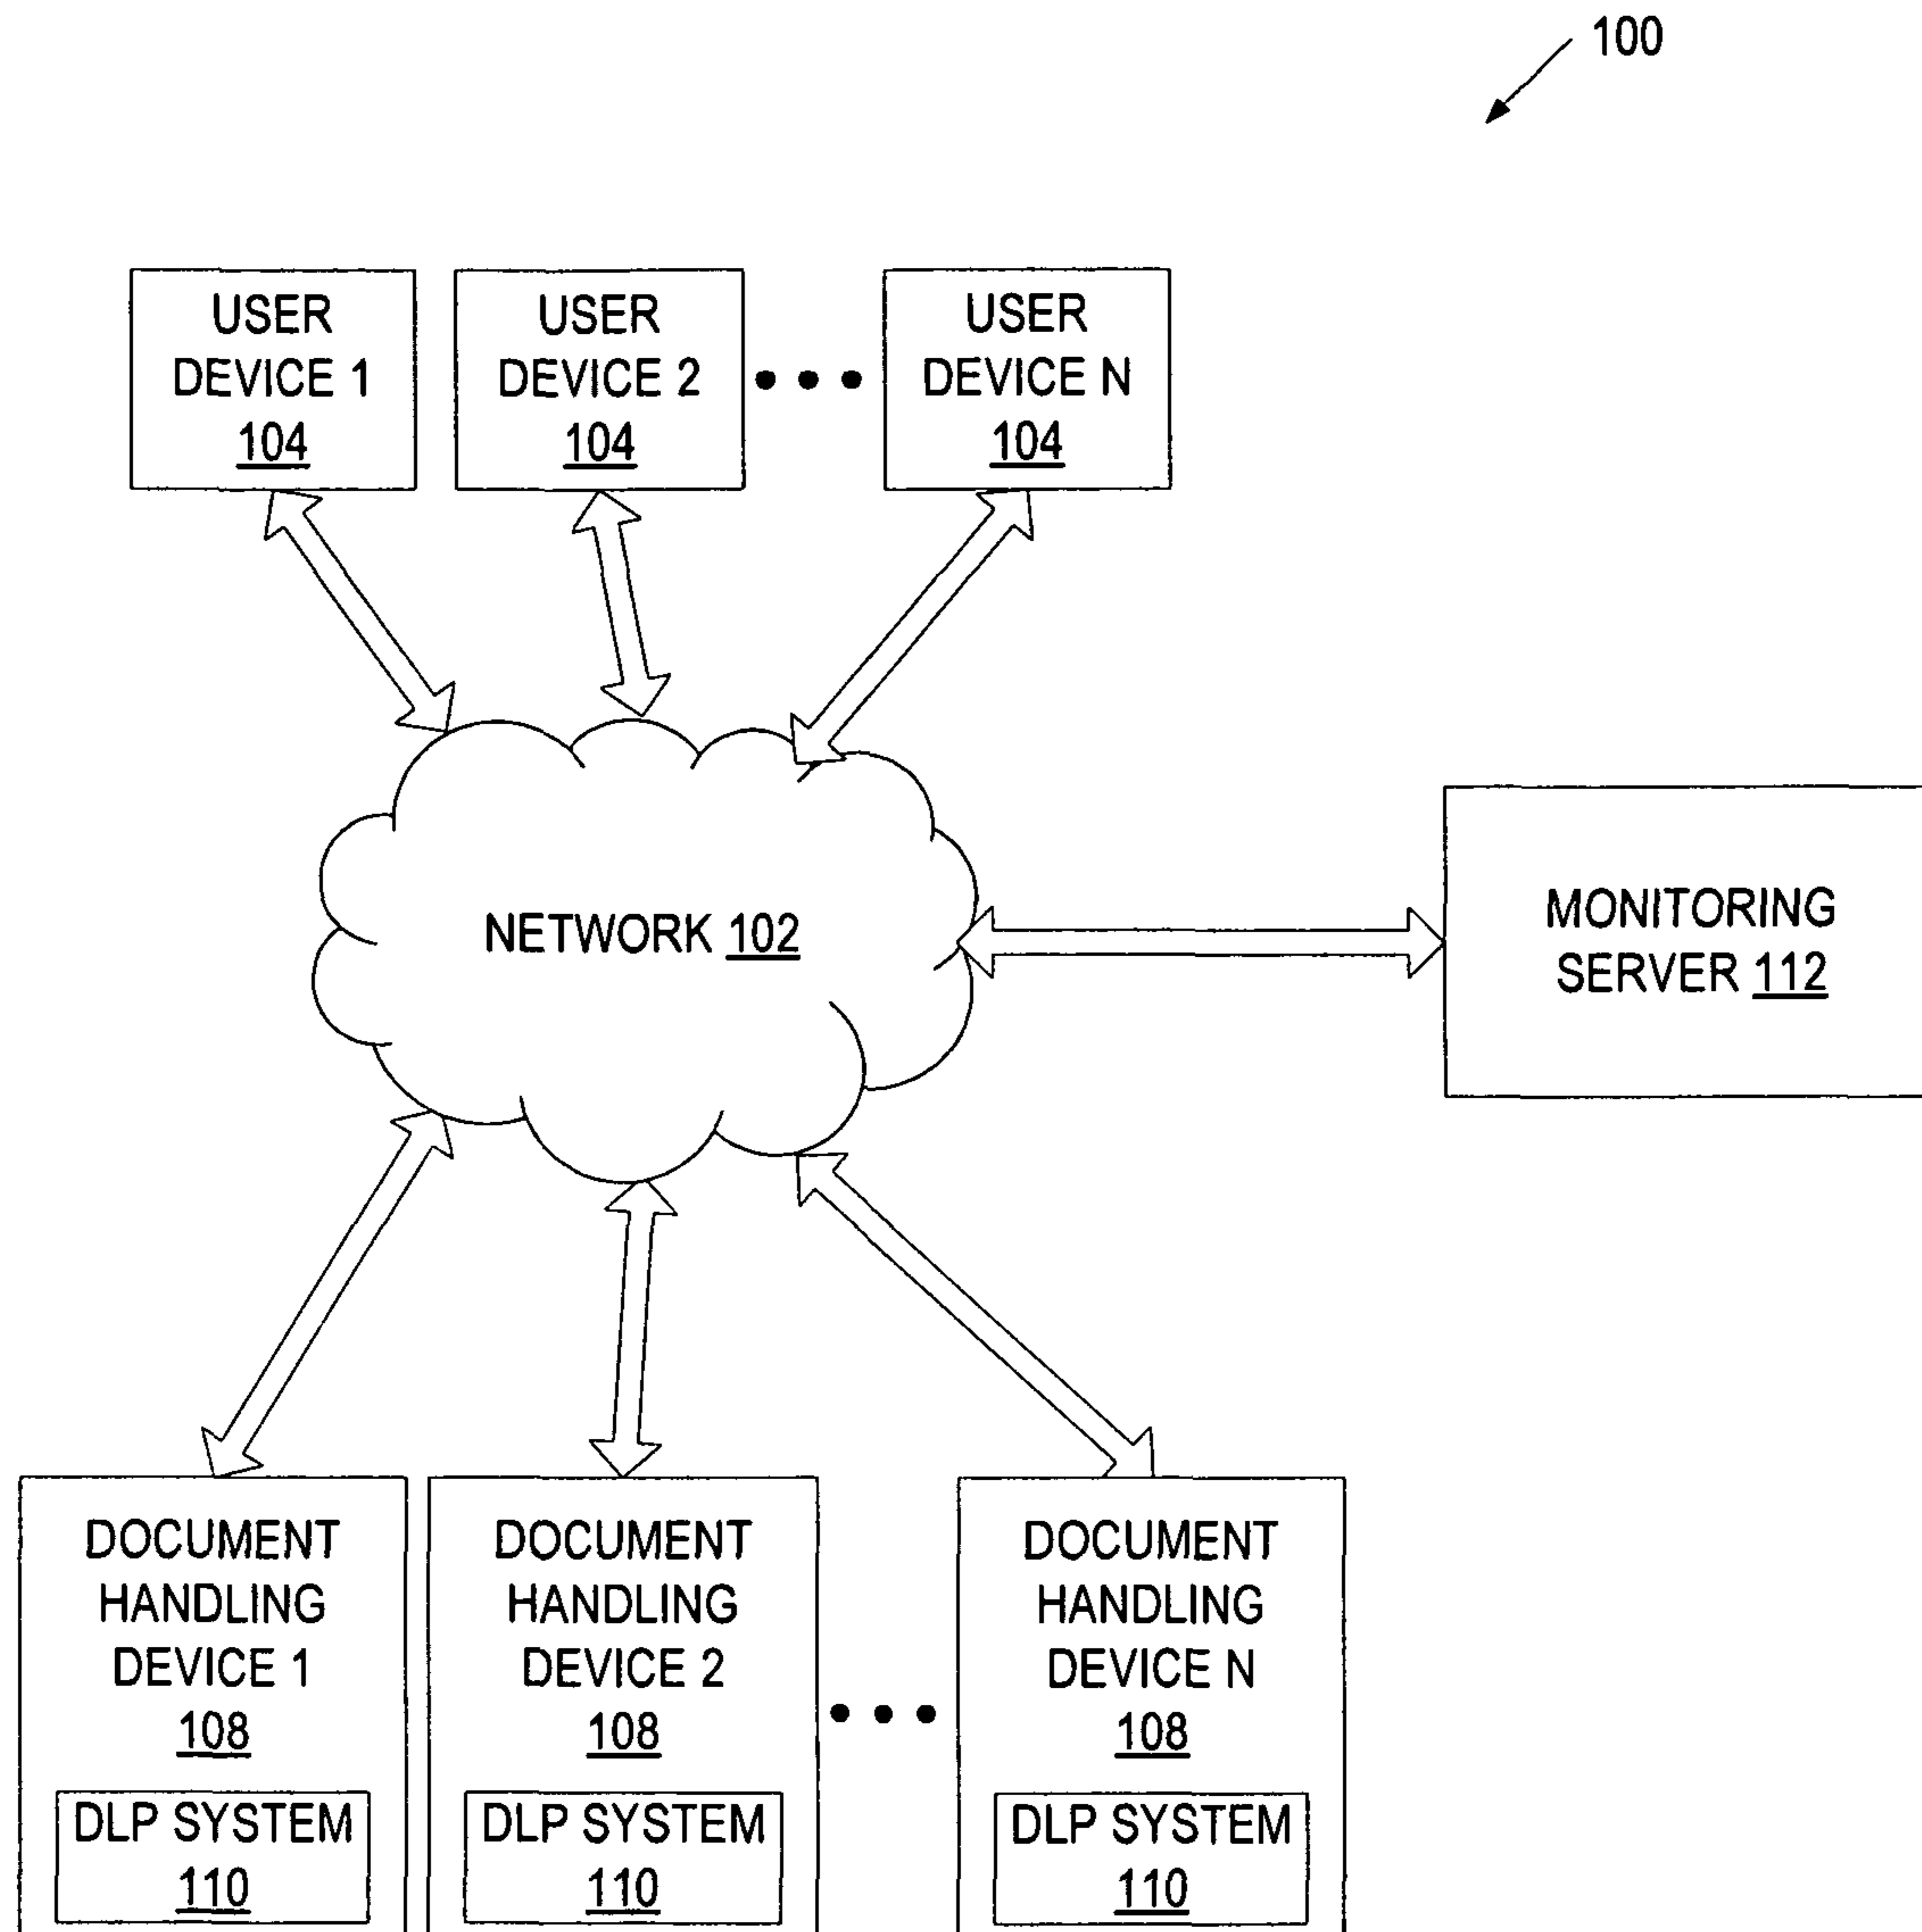 100
USER
DEVICE 1
104
USER
DEVICE 2
104
USER
DEVICE N
104
NETWORK 102
MONITORING
SERVER 112
DOCUMENT
HANDLING
DEVICE 1
108
DLP SYSTEM
110
DOCUMENT
HANDLING
DEVICE 2
108
DLP SYSTEM
110
DOCUMENT
HANDLING
DEVICE N
108
DLP SYSTEM
110